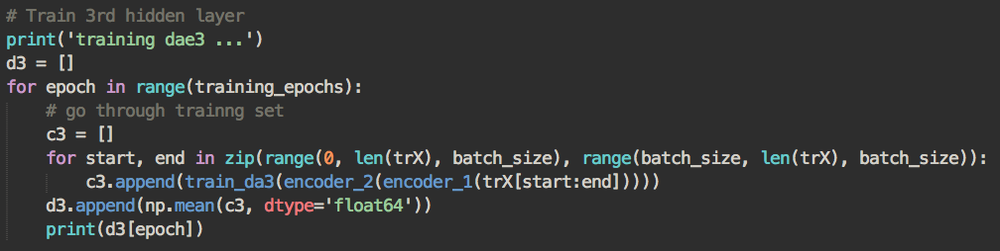 # Train 3rd hidden layer
print('training dae3 ...')
d3 = []
for epoch in range(training_epochs):
    # go through trainng set
    c3 = []
    for start, end in zip(range(0, len(trX), batch_size), range(batch_size, len(trX), batch_size)):
        c3.append(train_da3(encoder_2(encoder_1(trX[start:end]))))
    d3.append(np.mean(c3, dtype='float64'))
    print(d3[epoch])